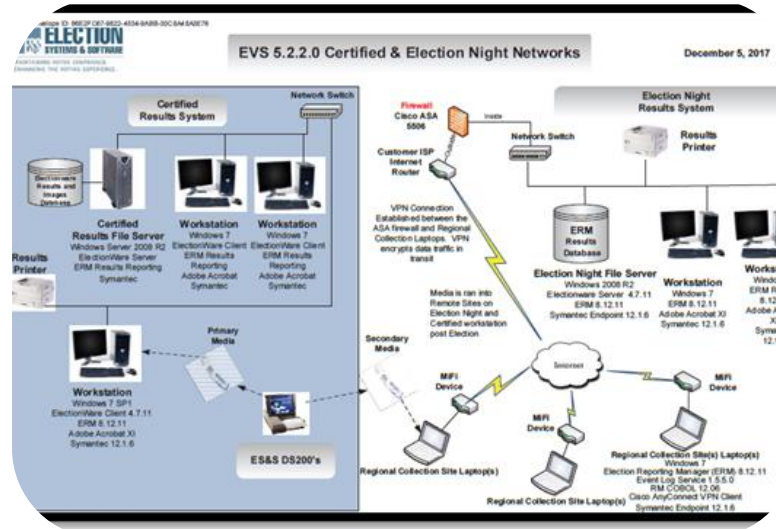 ELECTION
SYSTEMS & SOFTWARE
EVS 5.2.2.0 Certified & Election Night Networks
December 5, 2017
Certified
Results System
Network Switch
Results and
Images
Database
Certified
Results File Server
Windows Server 2008 R2
ElectionWare Server
ERM Results Reporting
Symantec
Workstation
Windows 7
ElectionWare Client
ERM Results
Reporting
Adobe Acrobat
Symantec
Workstation
Windows 7
ElectionWare Client
ERM Results
Reporting
Adobe Acrobat
Symantec
Results
Printer
Workstation
Windows 7 SP1
ElectionWare Client 4.7.11
ERM 8.12.11
Adobe Acrobat XI
Symantec 12.1.6
Primary
Media
ES&S DS200's
Secondary
Media
Firewall
Cisco ASA
5506
Inside
Customer ISP
Internet
Router
Network Switch
VPN Connection
Established between the
ASA firewall and Regional
Collection Laptops. VPN
encrypts data traffic in
transit
Media is ran into
Remote Sites on
Election Night and
Certified workstation
post Election
Election Night
Results System
Results
Printer
ERM
Results
Database
Election Night File Server
Windows 2008 R2
Electionware Server 4.7.11
ERM 8.12.11
Symantec Endpoint 12.1.6
Workstation
Windows 7
ERM 8.12.11
Adobe Acrobat XI
Symantec 12.1.6
Internet
MiFi
Device
MiFi
Device
MiFi
Device
Regional Collection Site Laptop(s)
Regional Collection Site Laptop(s)
Regional Collection Site(s) Laptop(s)
Windows 7
Election Reporting Manager (ERM) 8.12.11
Event Log Service 1.5.5.0
RM COBOL 12.06
Cisco AnyConnect VPN Client
Symantec Endpoint 12.1.6